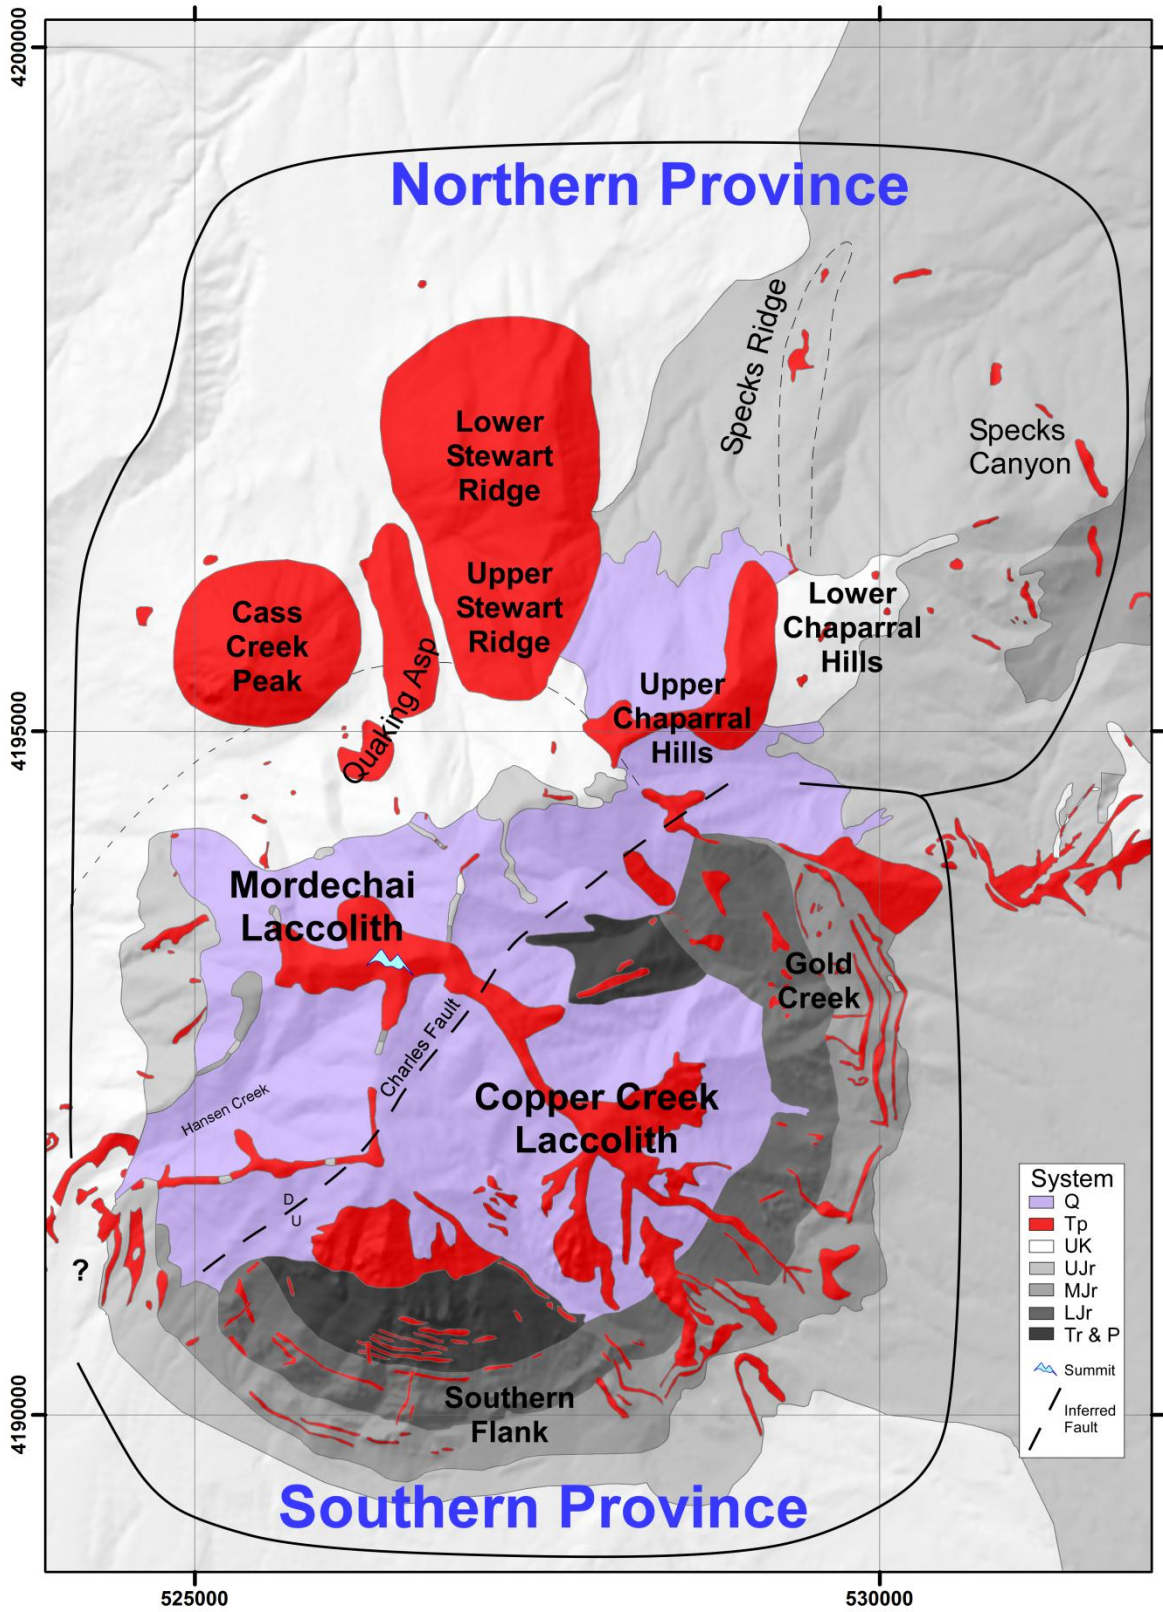 4200000
Northern Province
Specks Ridge
Lower
Stewart
Ridge
Specks
Canyon
Upper
Stewart
Ridge
Cass
Creek
Peak
Lower
Chaparral
Hills
Quaking Asp
Upper
Chaparral
Hills
4195000
Mordechai
Laccolith
Gold
Creek
Charles Fault
Hansen Creek
Copper Creek
Laccolith
D
U
?
System
Q
Tp
UK
UJr
MJr
LJr
Tr & P
Summit
Inferred
Fault
Southern
Flank
4190000
Southern Province
525000
530000